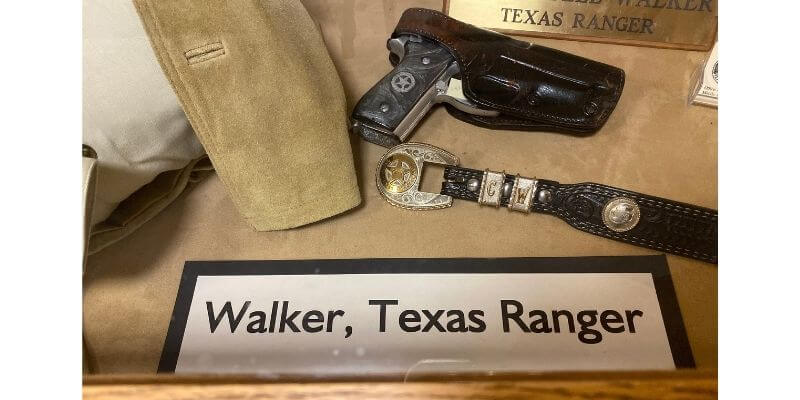 WALKER
TEXAS RANGER
C W
Walker, Texas Ranger